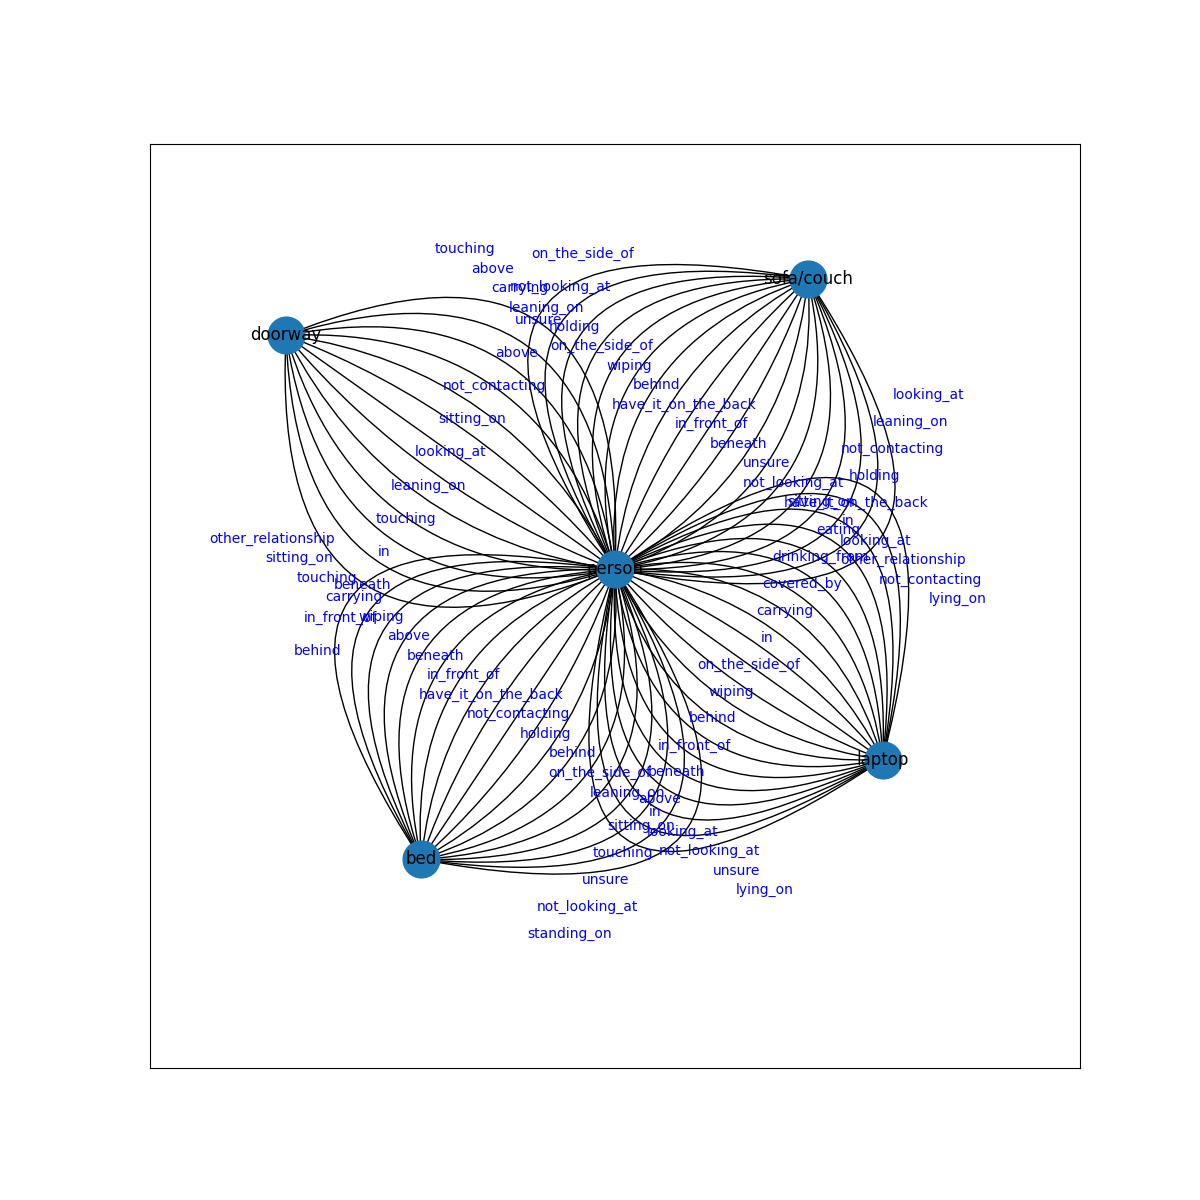 touching
on_the_side_of
above
sofa/couch
carrying
not_looking_at
leaning_on
unsure
holding
doorway
on_the_side_of
above
wiping
not_contacting
behind
looking_at
have_it_on_the_back
sitting_on
leaning_on
in_front_of
beneath
not_contacting
looking_at
unsure
holding
leaning_on
not_looking_at
sitting_on
have_it_on_the_back
touching
in
eating
other_relationship
looking_at
in
sitting_on
drinking_from
other_relationship
person
touching
not_contacting
beneath
covered_by
carrying
lying_on
in_front_of
wiping
carrying
above
in
behind
beneath
on_the_side_of
in_front_of
have_it_on_the_back
wiping
not_contacting
behind
holding
in_front_of
behind
laptop
on_the_side_of
beneath
leaning_on
above
in
sitting_on
looking_at
touching
not_looking_at
bed
unsure
unsure
lying_on
not_looking_at
standing_on